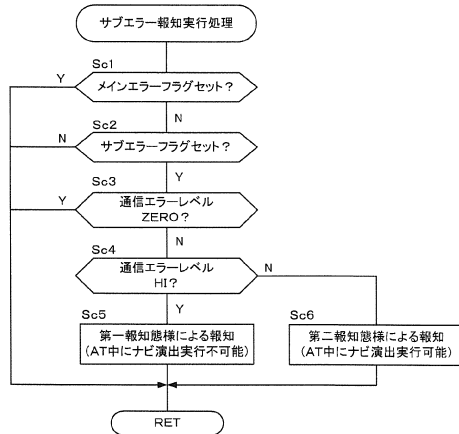 サブエラー報知実行処理
Sc1
Y
メインエラーフラグセット?
N
Sc2
N
サブエラーフラグセット?
Y
Sc3
Y
通信エラーレベル
ZERO?
N
Sc4
通信エラーレベル
HI?
N
Y
Sc5
第一報知態様による報知
(AT中にナビ演出実行不可能)
Sc6
第二報知態様による報知
(AT中にナビ演出実行可能)
RET